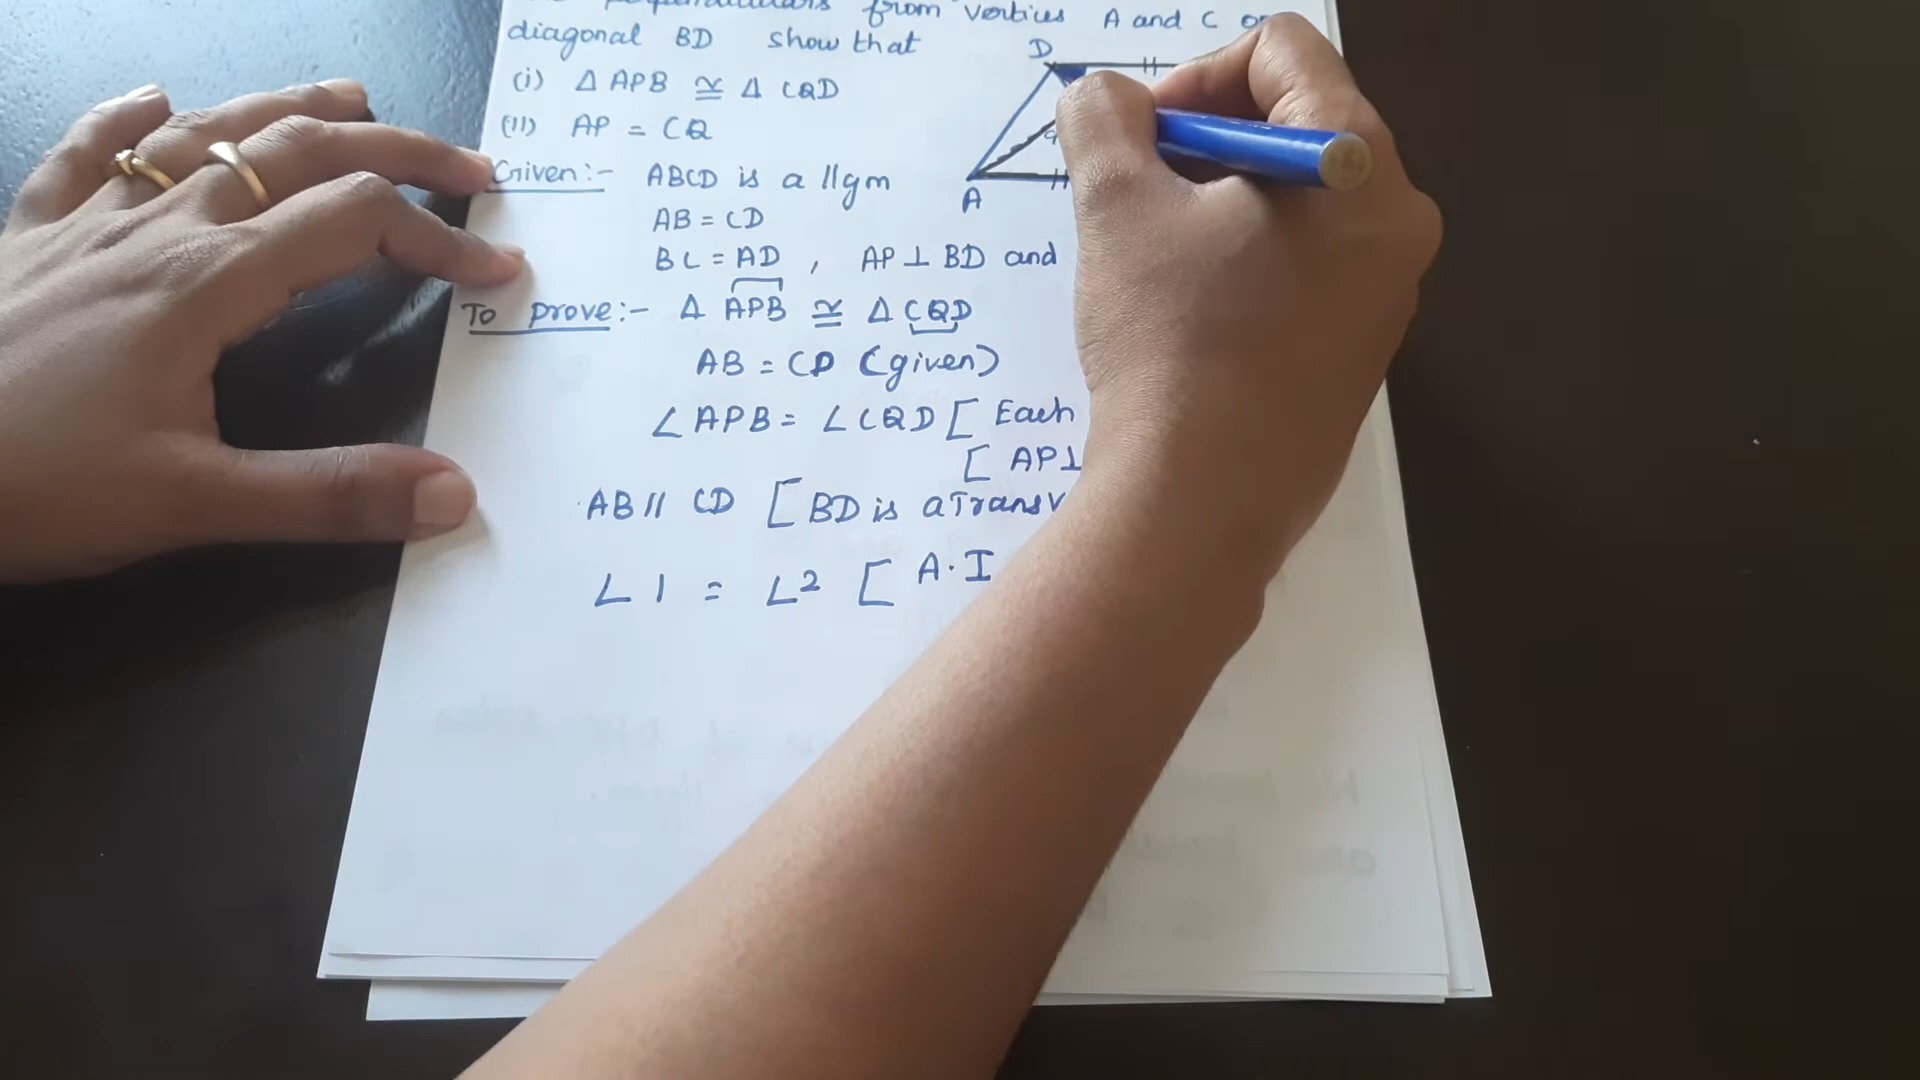 from vertices A and C
diagonal BD show that
(i) Δ APB ≅ Δ CQD
(II) AP = CQ
Given:- ABCD is a //gm
AB = CD
BC = AD , AP ⊥ BD and
To prove:- Δ APB ≅ Δ CQD
AB = CD (given)
∠APB = ∠CQD [ Each
[ AP⊥
AB // CD [ BD is a Transv
∠1 = ∠2 [ A.I
D
A